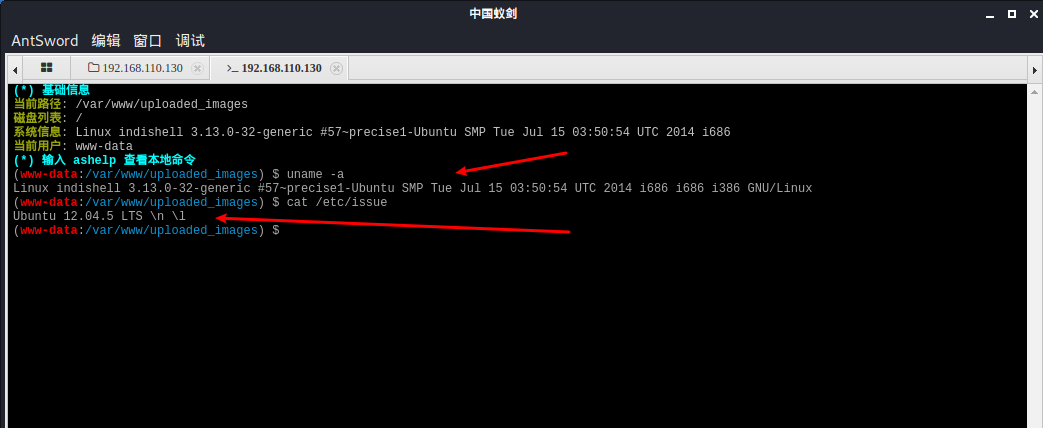 中国蚁剑
AntSword 编辑 窗口 调试
192.168.110.130 >_ 192.168.110.130
(*) 基础信息
当前路径: /var/www/uploaded_images
磁盘列表: /
系统信息: Linux indishell 3.13.0-32-generic #57~precise1-Ubuntu SMP Tue Jul 15 03:50:54 UTC 2014 i686
当前用户: www-data
(*) 输入 ashelp 查看本地命令
(www-data:/var/www/uploaded_images) $ uname -a
Linux indishell 3.13.0-32-generic #57~precise1-Ubuntu SMP Tue Jul 15 03:50:54 UTC 2014 i686 i686 i386 GNU/Linux
(www-data:/var/www/uploaded_images) $ cat /etc/issue
Ubuntu 12.04.5 LTS \n \l
(www-data:/var/www/uploaded_images) $